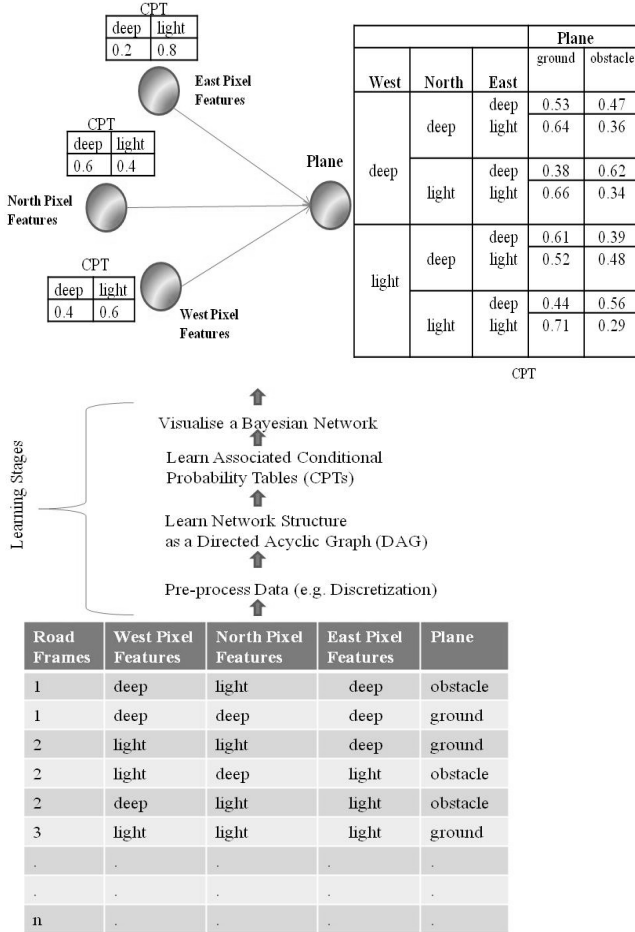 CPT
deep light
0.2 0.8
East Pixel
Features
CPT
deep light
0.6 0.4
North Pixel
Features
CPT
deep light
0.4 0.6
West Pixel
Features
Plane
Plane
ground obstacle
West North East
deep deep deep 0.53 0.47
light 0.64 0.36
light deep 0.38 0.62
light 0.66 0.34
light deep deep 0.61 0.39
light 0.52 0.48
light deep 0.44 0.56
light 0.71 0.29
CPT
Learning Stages
Visualise a Bayesian Network
Learn Associated Conditional
Probability Tables (CPTs)
Learn Network Structure
as a Directed Acyclic Graph (DAG)
Pre-process Data (e.g. Discretization)
Road Frames West Pixel Features North Pixel Features East Pixel Features Plane
1 deep light deep obstacle
1 deep deep deep ground
2 light light deep ground
2 light deep light obstacle
2 deep light light obstacle
3 light light light ground
. . . . .
. . . . .
n . . . .